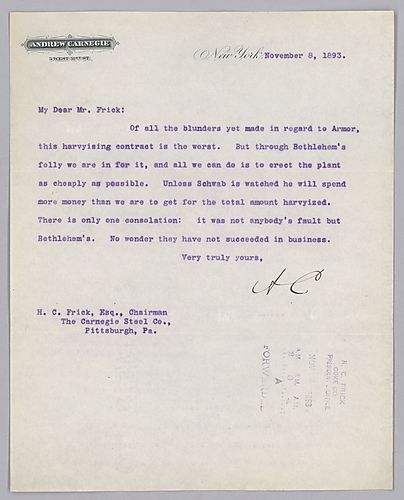 ANDREW CARNEGIE
New York, November 8, 1893.
My Dear Mr. Frick:
Of all the blunders yet made in regard to Armor,
this harvyising contract is the worst. But through Bethlehem's
folly we are in for it, and all we can do is to erect the plant
as cheaply as possible. Unless Schwab is watched he will spend
more money than we are to get for the total amount harvyized.
There is only one consolation: it was not anybody's fault but
Bethlehem's. No wonder they have not succeeded in business.
Very truly yours,
A C
H. C. Frick, Esq., Chairman
The Carnegie Steel Co.,
Pittsburgh, Pa.
H. C. FRICK
COKE CO.
NOV 1893
A.M.